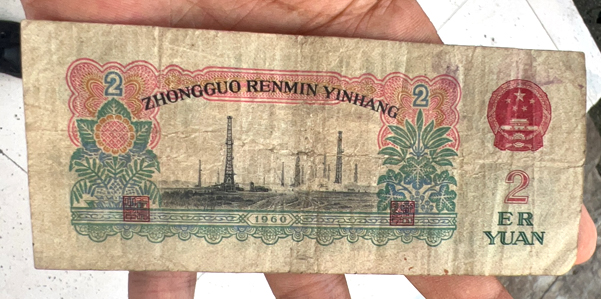 2 2
ZHONGGUO RENMIN YINHANG
1960
2
ER
YUAN